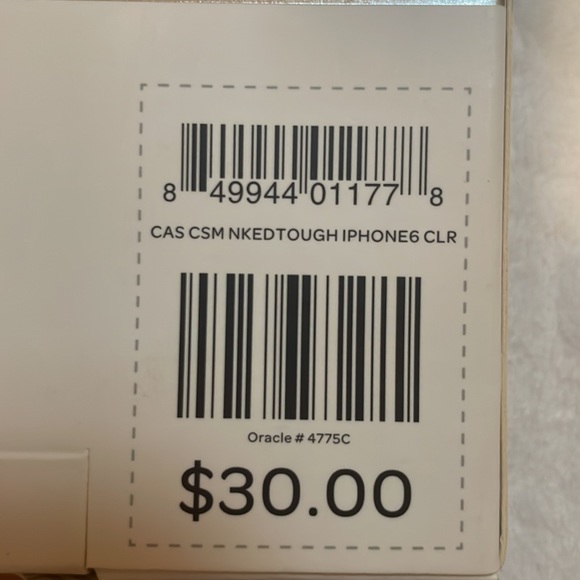 8 49944 01177 8
CAS CSM NKEDTOUGH IPHONE6 CLR
Oracle # 4775C
$30.00